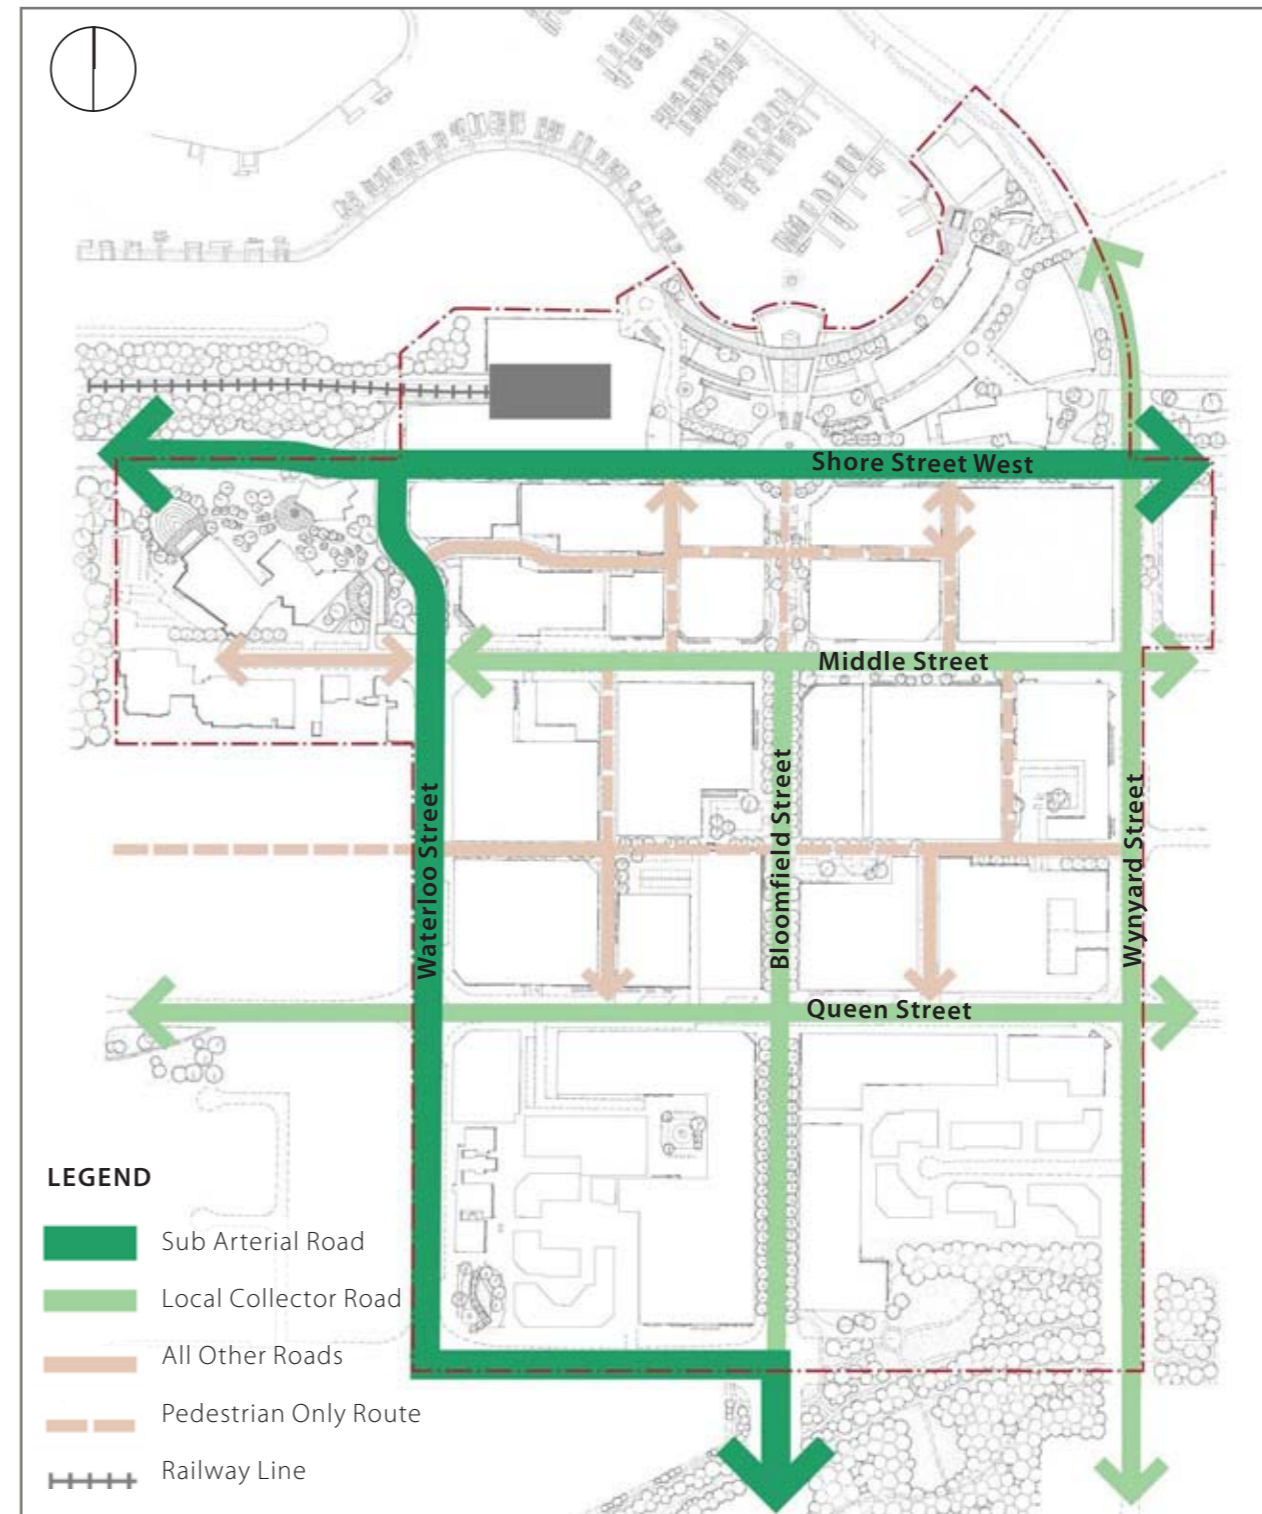 Shore Street West
Middle Street
Waterloo Street
Bloomfield Street
Wynyard Street
Queen Street
LEGEND
Sub Arterial Road
Local Collector Road
All Other Roads
Pedestrian Only Route
Railway Line